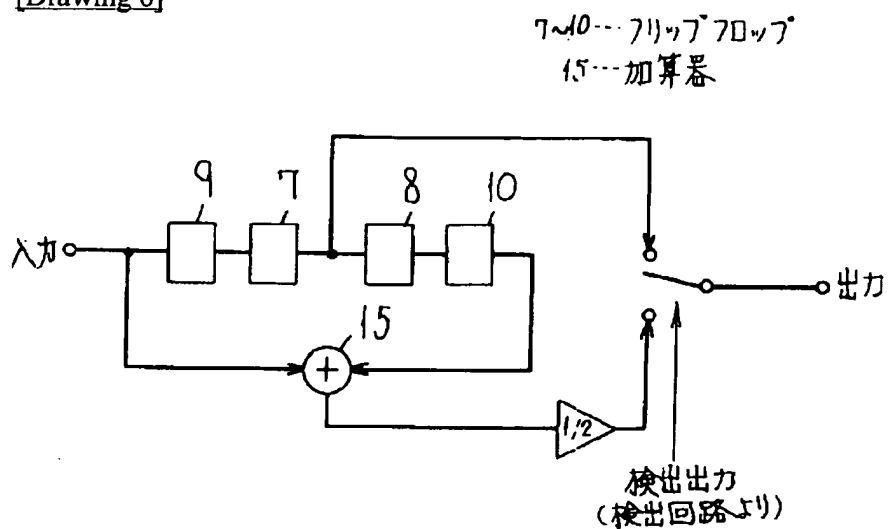 [Drawing 6]
7~10…フリップフロップ
15…加算器
9
7
8
10
入力
出力
15
+
1/2
検出出力
(検出回路より)